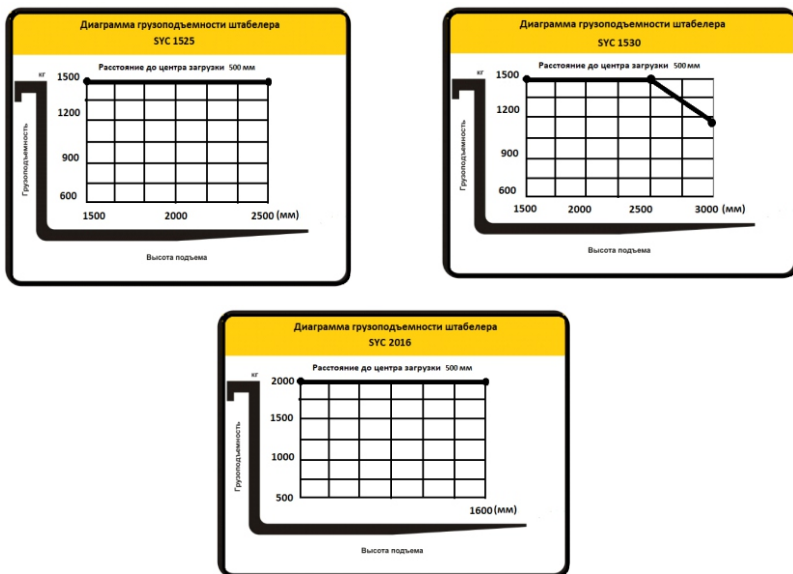 Диаграмма грузоподъемности штабелера
SYC 1525
Расстояние до центра загрузки 500 мм
кг
1500
1200
900
600
Грузоподъемность
1500 2000 2500 (мм)
Высота подъема
Диаграмма грузоподъемности штабелера
SYC 1530
Расстояние до центра загрузки 500 мм
кг
1500
1200
900
600
Грузоподъемность
1500 2000 2500 3000 (мм)
Высота подъема
Диаграмма грузоподъемности штабелера
SYC 2016
Расстояние до центра загрузки 500 мм
кг
2000
1500
1000
500
Грузоподъемность
1600 (мм)
Высота подъема